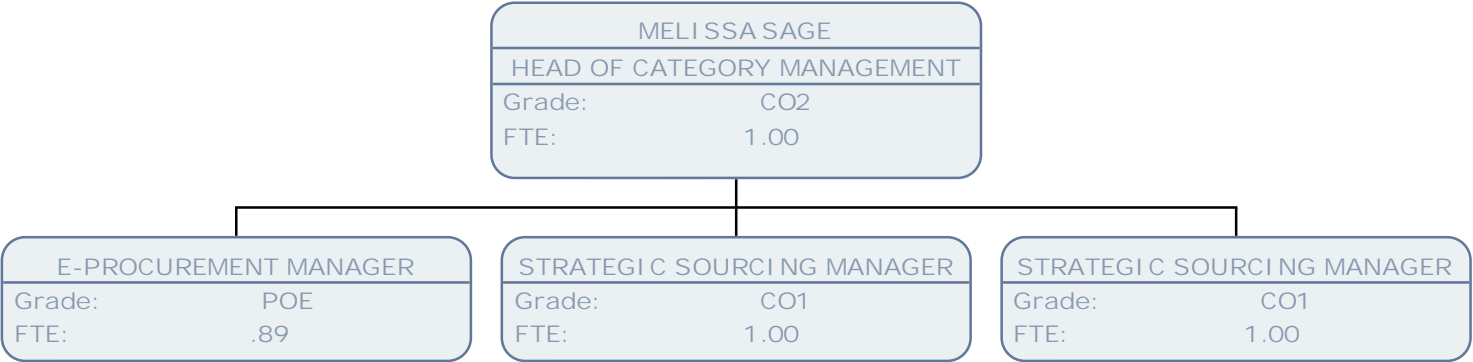 MELISSA SAGE
HEAD OF CATEGORY MANAGEMENT
Grade: CO2
FTE: 1.00
E-PROCUREMENT MANAGER
Grade: POE
FTE: .89
STRATEGIC SOURCING MANAGER
Grade: CO1
FTE: 1.00
STRATEGIC SOURCING MANAGER
Grade: CO1
FTE: 1.00